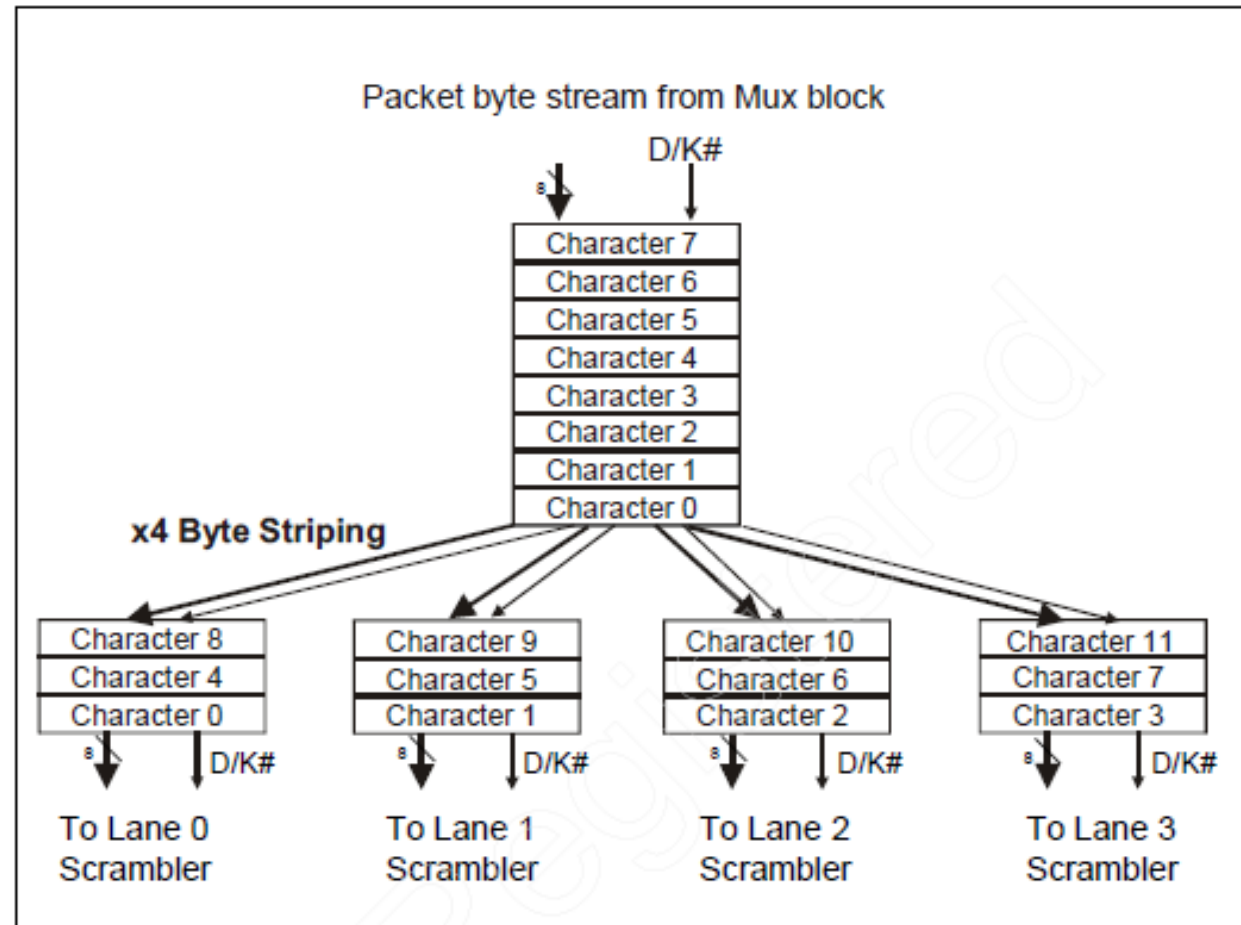 Packet byte stream from Mux block
D/K#
8
Character 7
Character 6
Character 5
Character 4
Character 3
Character 2
Character 1
Character 0
x4 Byte Striping
Character 8
Character 4
Character 0
Character 9
Character 5
Character 1
Character 10
Character 6
Character 2
Character 11
Character 7
Character 3
8 D/K#
8 D/K#
8 D/K#
8 D/K#
To Lane 0
Scrambler
To Lane 1
Scrambler
To Lane 2
Scrambler
To Lane 3
Scrambler
Registered